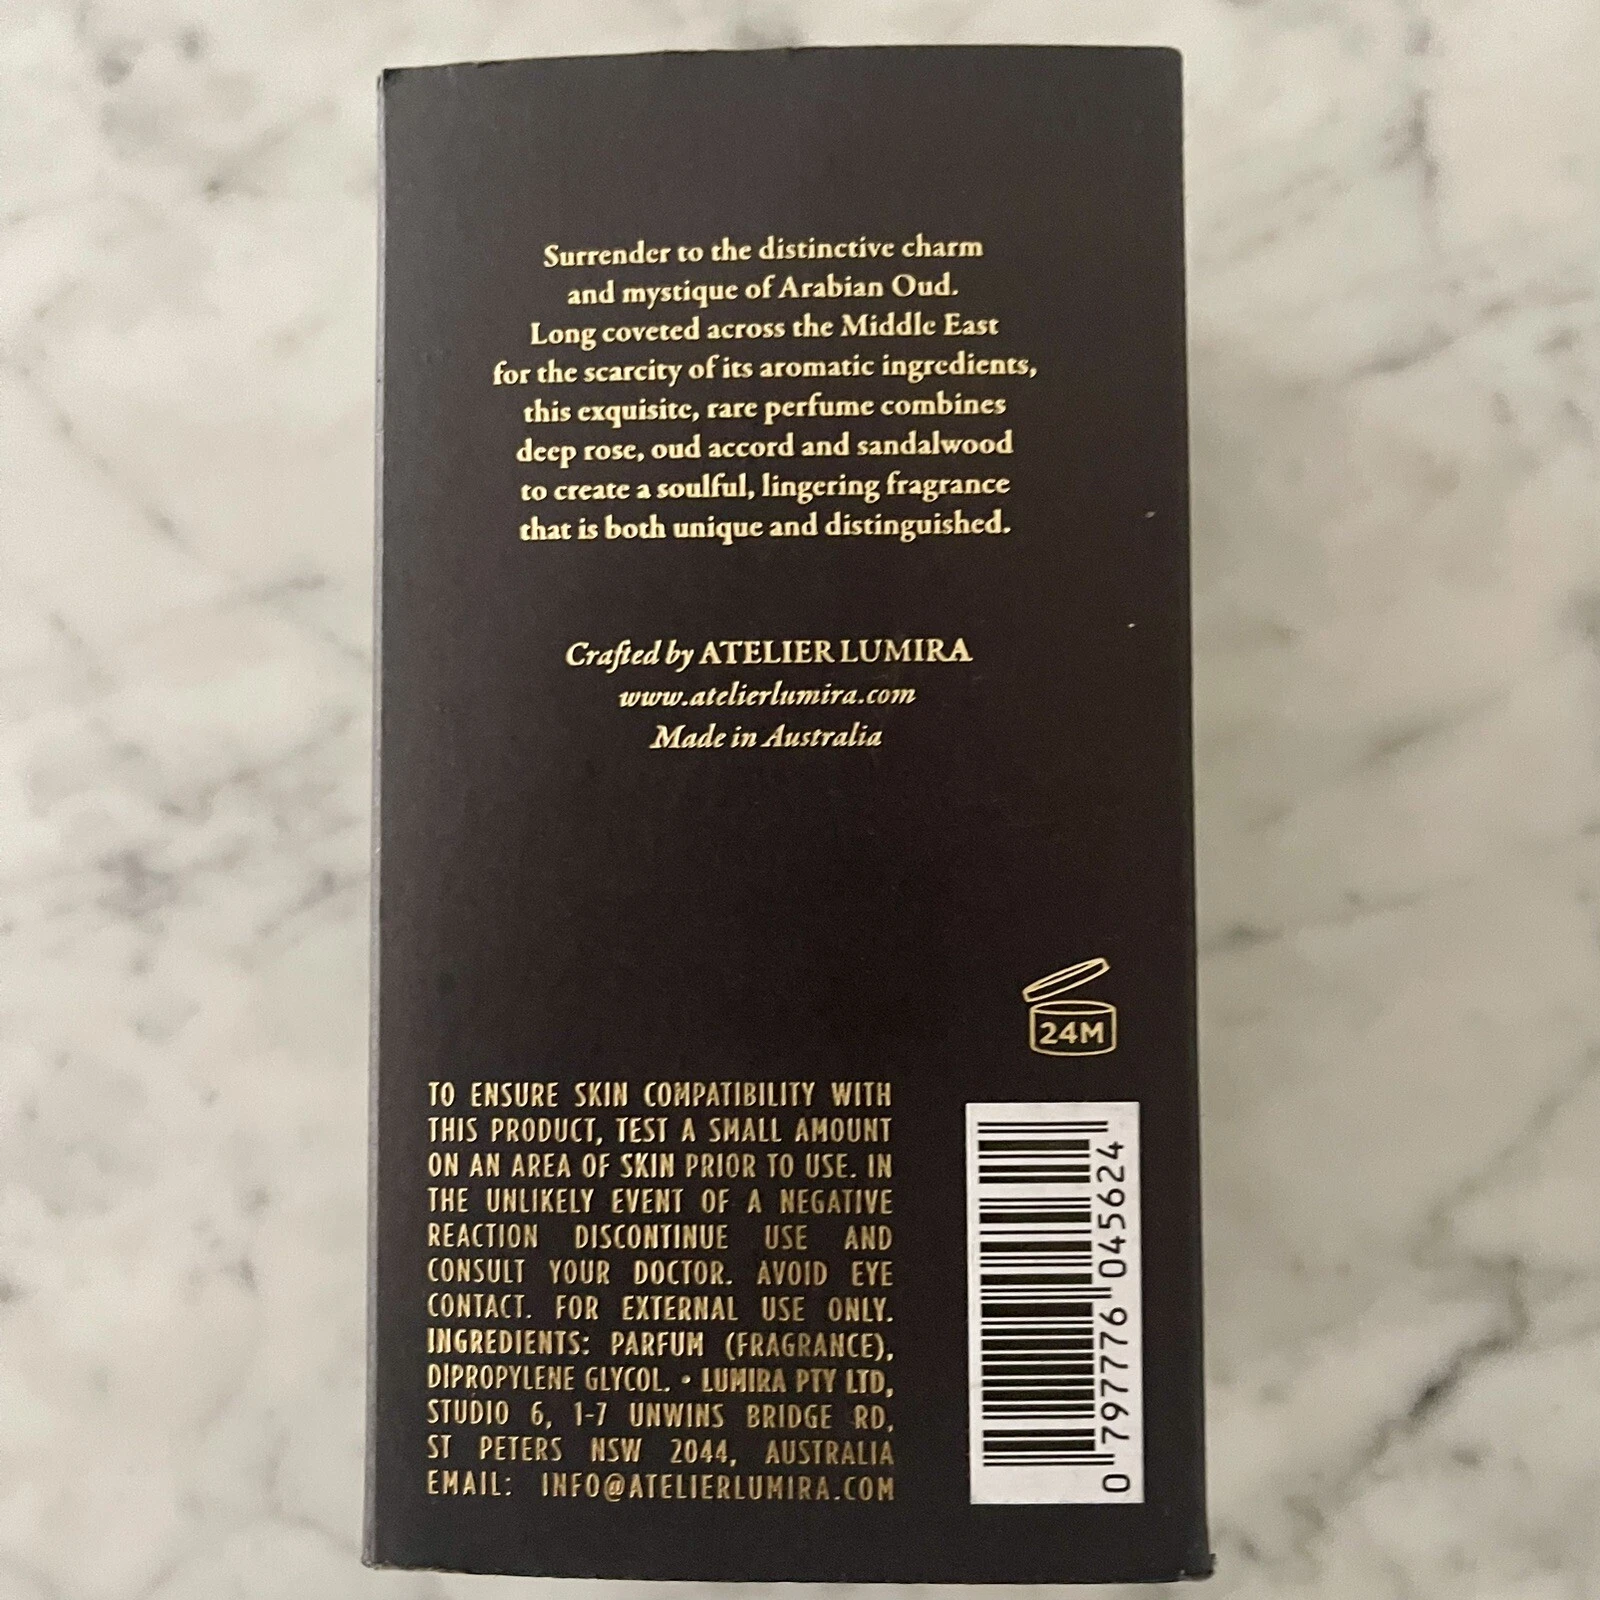 Surrender to the distinctive charm
and mystique of Arabian Oud.
Long coveted across the Middle East
for the scarcity of its aromatic ingredients,
this exquisite, rare perfume combines
deep rose, oud accord and sandalwood
to create a soulful, lingering fragrance
that is both unique and distinguished.
Crafted by ATELIER LUMIRA
www.atelierlumira.com
Made in Australia
24M
TO ENSURE SKIN COMPATIBILITY WITH
THIS PRODUCT, TEST A SMALL AMOUNT
ON AN AREA OF SKIN PRIOR TO USE. IN
THE UNLIKELY EVENT OF A NEGATIVE
REACTION DISCONTINUE USE AND
CONSULT YOUR DOCTOR. AVOID EYE
CONTACT. FOR EXTERNAL USE ONLY.
INGREDIENTS: PARFUM (FRAGRANCE),
DIPROPYLENE GLYCOL. • LUMIRA PTY LTD,
STUDIO 6, 1-7 UNWINS BRIDGE RD,
ST PETERS NSW 2044, AUSTRALIA
EMAIL: INFO@ATELIERLUMIRA.COM
0 797776 045624